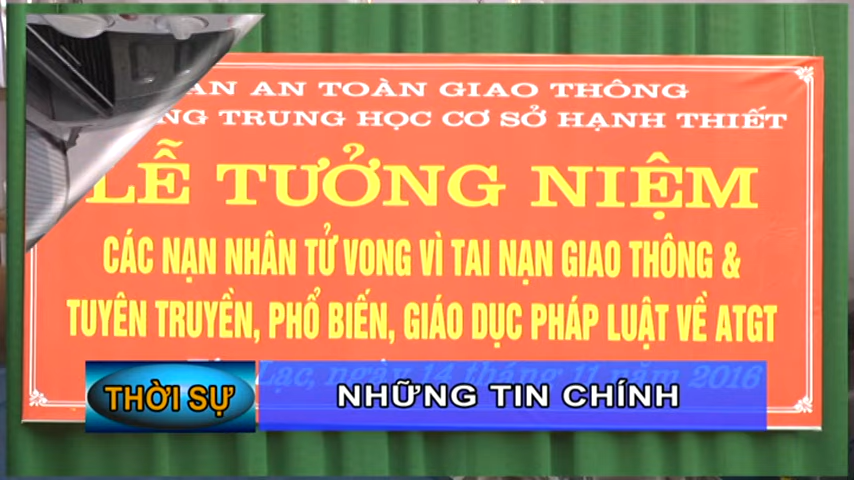 AN AN TOÀN GIAO THÔNG
NG TRUNG HỌC CƠ SỞ HẠNH THIẾT
LỄ TƯỞNG NIỆM
CÁC NẠN NHÂN TỬ VONG VÌ TAI NẠN GIAO THÔNG &
TUYÊN TRUYỀN, PHỔ BIẾN, GIÁO DỤC PHÁP LUẬT VỀ ATGT
Lạc, ngày 14 tháng 11 năm 2016
THỜI SỰ
NHỮNG TIN CHÍNH